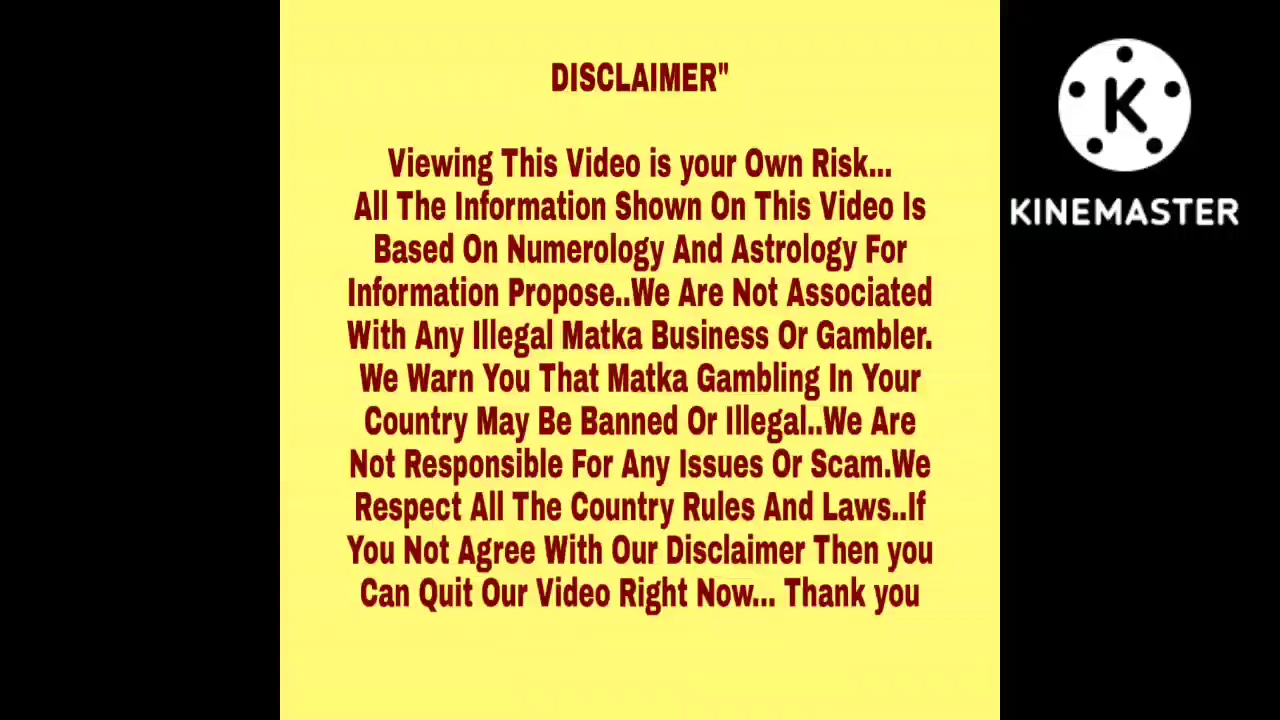 DISCLAIMER"
Viewing This Video is your Own Risk...
All The Information Shown On This Video Is
Based On Numerology And Astrology For
Information Propose..We Are Not Associated
With Any Illegal Matka Business Or Gambler.
We Warn You That Matka Gambling In Your
Country May Be Banned Or Illegal..We Are
Not Responsible For Any Issues Or Scam.We
Respect All The Country Rules And Laws..If
You Not Agree With Our Disclaimer Then you
Can Quit Our Video Right Now... Thank you
K
KINEMASTER